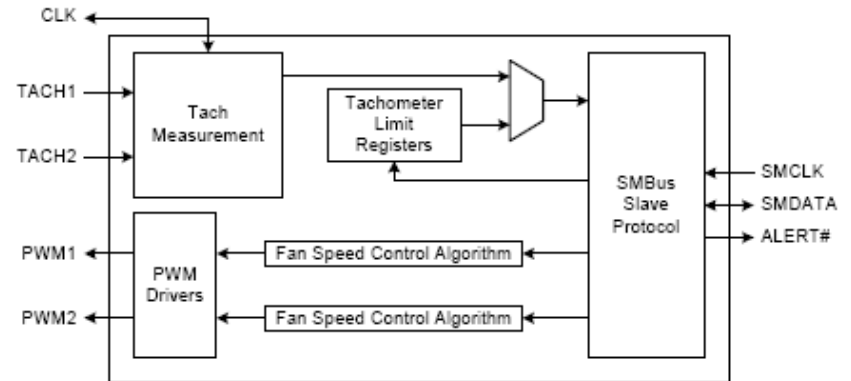 CLK
TACH1
TACH2
Tach
Measurement
Tachometer
Limit
Registers
SMBus
Slave
Protocol
SMCLK
SMDATA
ALERT#
PWM1
PWM2
PWM
Drivers
Fan Speed Control Algorithm
Fan Speed Control Algorithm